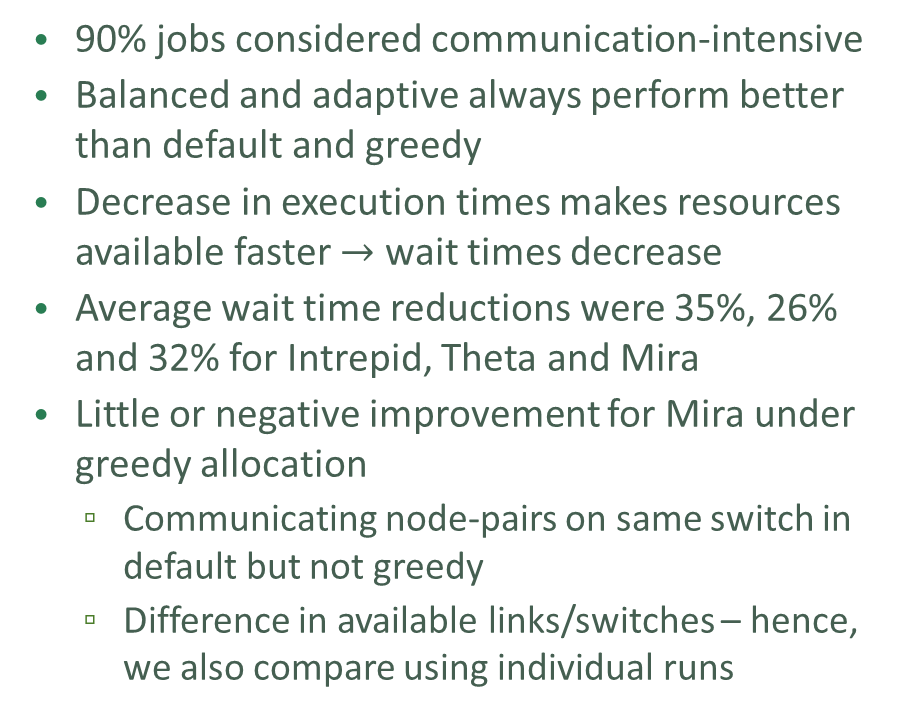 • 90% jobs considered communication-intensive
• Balanced and adaptive always perform better
than default and greedy
• Decrease in execution times makes resources
available faster → wait times decrease
• Average wait time reductions were 35%, 26%
and 32% for Intrepid, Theta and Mira
• Little or negative improvement for Mira under
greedy allocation
▫ Communicating node-pairs on same switch in
default but not greedy
▫ Difference in available links/switches – hence,
we also compare using individual runs